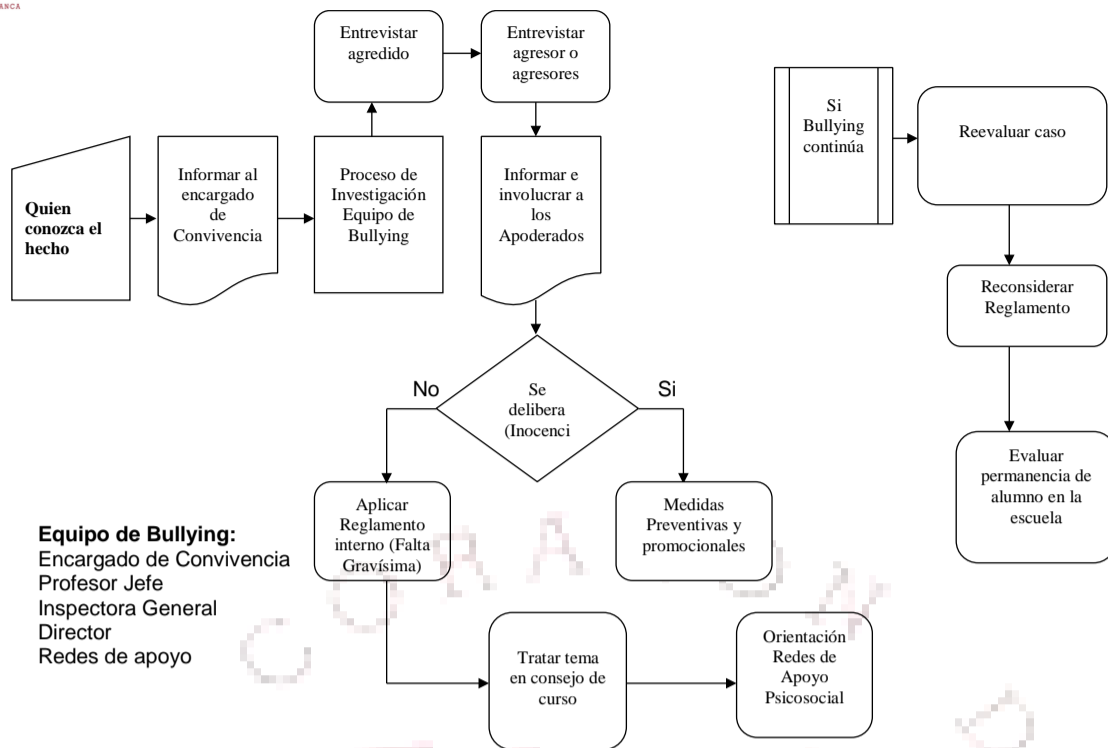 ANCA
Entrevistar
agredido
Entrevistar
agresor o
agresores
Quien
conozca el
hecho
Informar al
encargado
de
Convivencia
Proceso de
Investigación
Equipo de
Bullying
Informar e
involucrar a
los
Apoderados
Se
delibera
(Inocenci
No
Si
Aplicar
Reglamento
interno (Falta
Gravísima)
Medidas
Preventivas y
promocionales
Tratar tema
en consejo de
curso
Orientación
Redes de
Apoyo
Psicosocial
Si
Bullying
continúa
Reevaluar caso
Reconsiderar
Reglamento
Evaluar
permanencia de
alumno en la
escuela
Equipo de Bullying:
Encargado de Convivencia
Profesor Jefe
Inspectora General
Director
Redes de apoyo